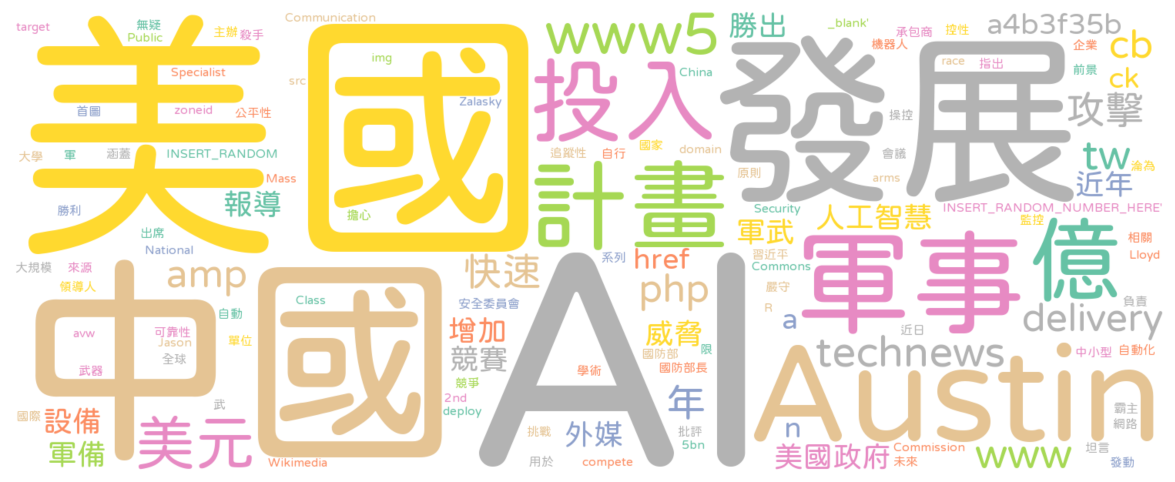 target
無疑
Public
主辦
殺手
Communication
img
www5
勝出
_blank'
承包商
控性
機器人
a4b3f35b
企業
cb
美國
src
Specialist
首圖
zoneid
公平性
Zalasky
投入
China
發展
race
指出
前景
ck
攻擊
大學
軍
涵蓋
INSERT_RANDOM
追蹤性
自行
國家
domain
操控
會議
原則
arms
tw
淪為
近年
Mass
報導
擔心
計畫
Security
人工智慧
INSERT_RANDOM_NUMBER_HERE'
監控
勝利
出席
National
軍武
相關
Lloyd
億
大規模
來源
amp
快速
系列
href
習近平
Commons
軍事
領導人
中國
Class
安全委員會
AI
php
嚴守
R
a
負責
delivery
自動
avw
可靠性
Jason
單位
增加
威脅
近日
全球
競賽
國防部
限
technews
中小型
自動化
武器
競爭
學術
國防部長
Austin
2nd
deploy
年
武
國際
設備
美元
挑戰
外媒
批評
5bn
n
霸主
網路
軍備
Wikimedia
用於
compete
美國政府
Commission
未來
www
坦言
發動